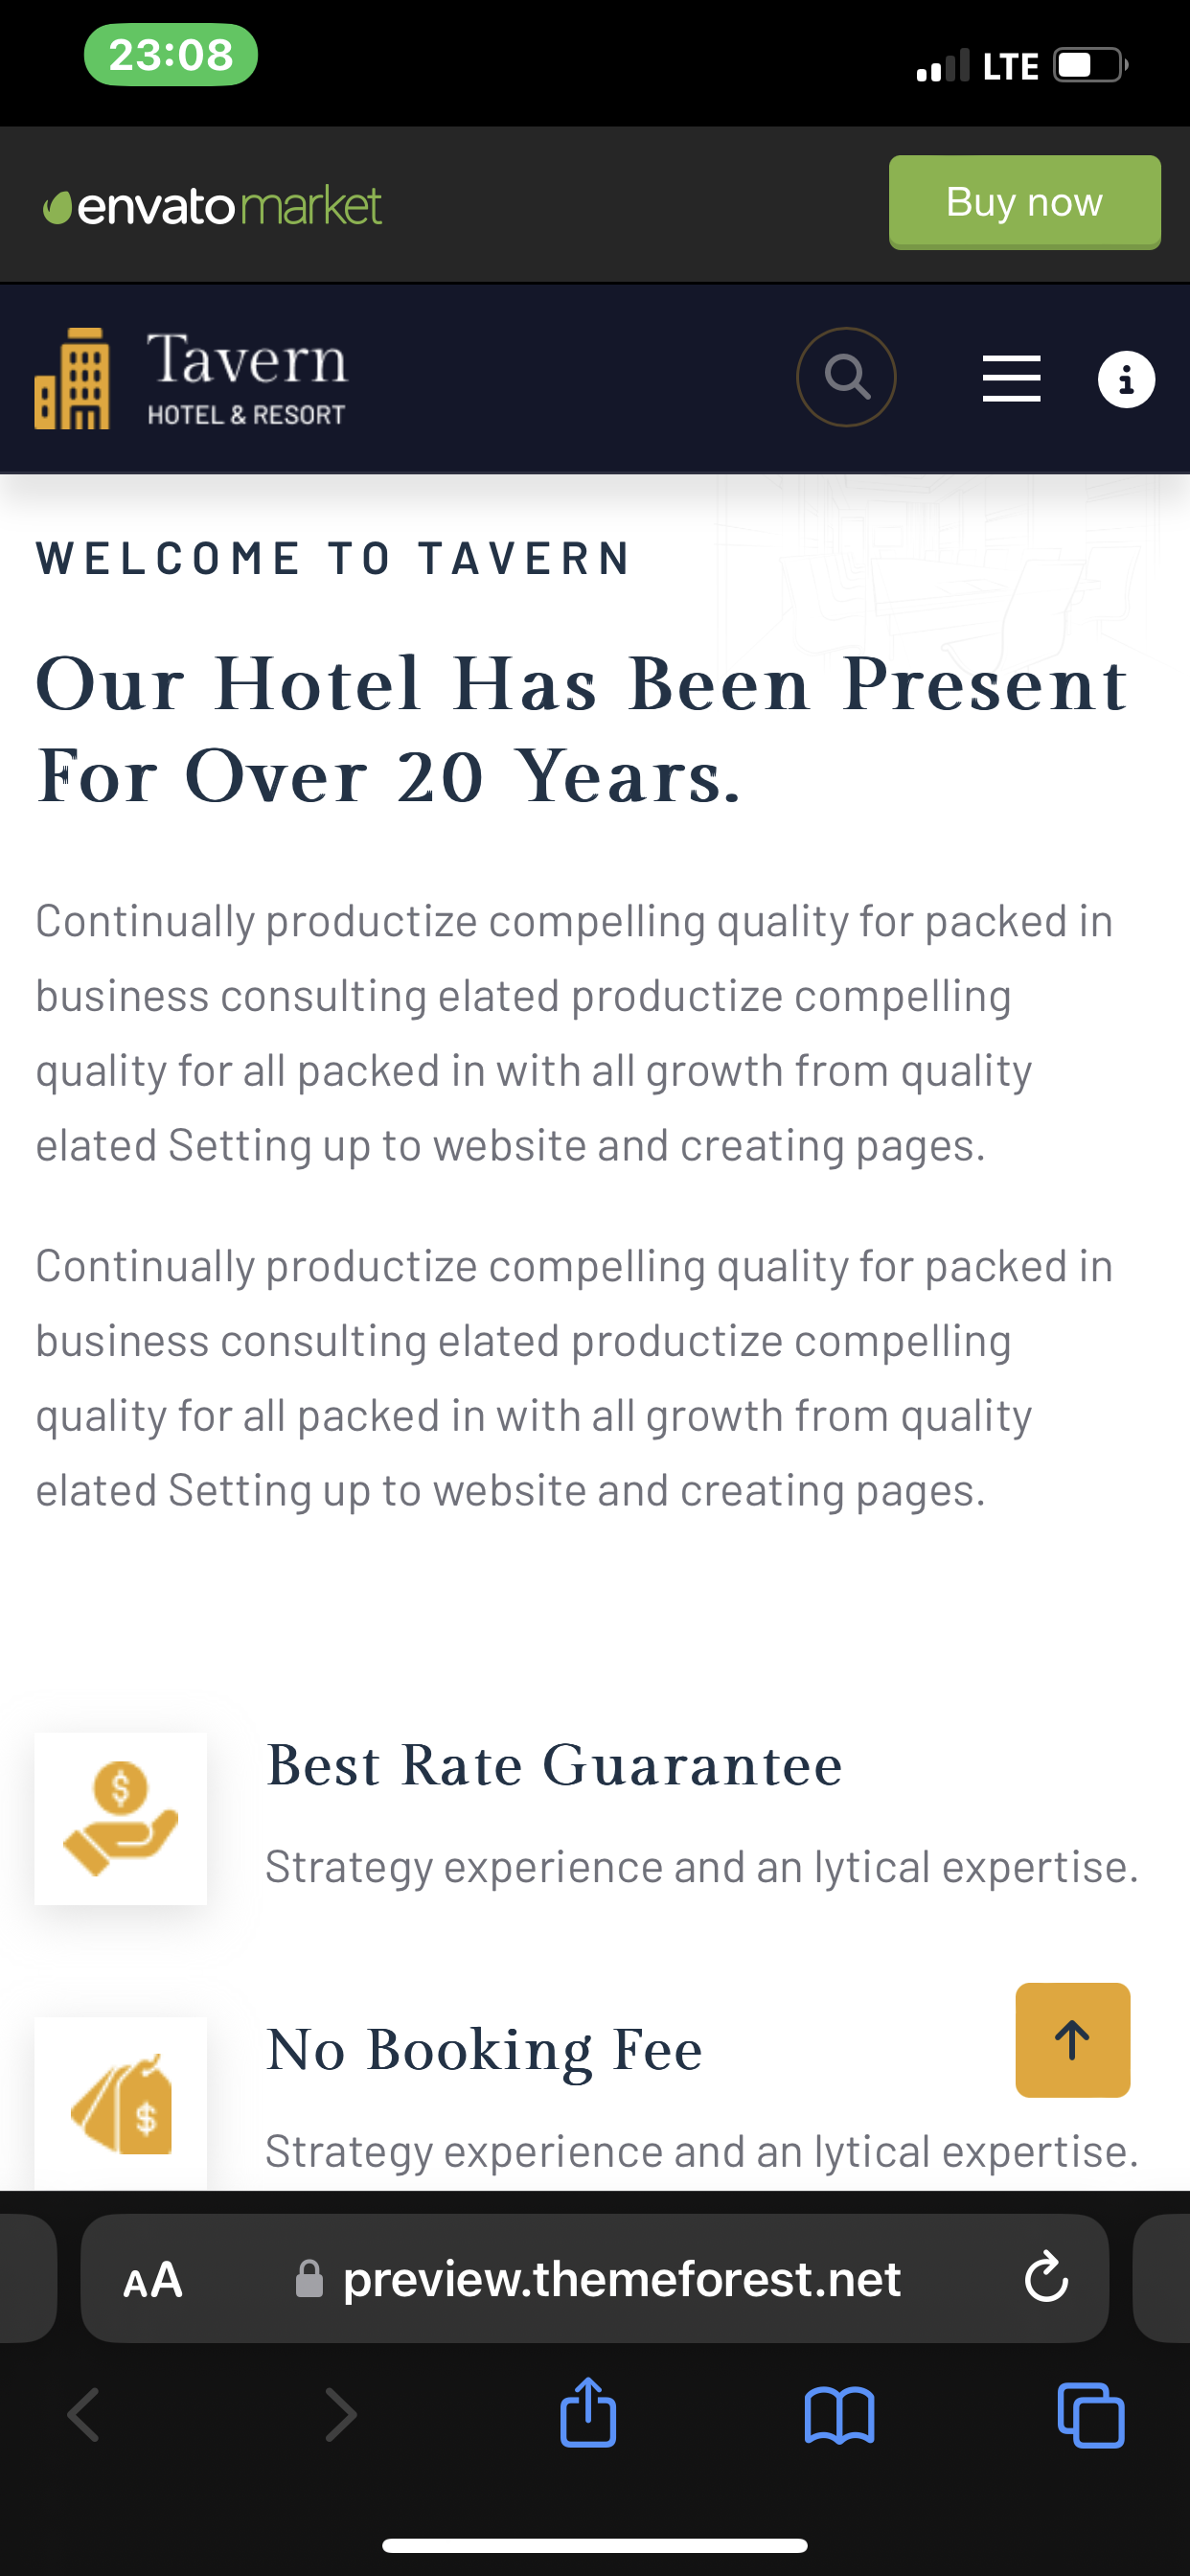 23:08
LTE
envatomarket
Buy now
Tavern
HOTEL & RESORT
WELCOME TO TAVERN
Our Hotel Has Been Present
For Over 20 Years.
Continually productize compelling quality for packed in
business consulting elated productize compelling
quality for all packed in with all growth from quality
elated Setting up to website and creating pages.
Continually productize compelling quality for packed in
business consulting elated productize compelling
quality for all packed in with all growth from quality
elated Setting up to website and creating pages.
Best Rate Guarantee
Strategy experience and an lytical expertise.
No Booking Fee
Strategy experience and an lytical expertise.
AA
preview.themeforest.net